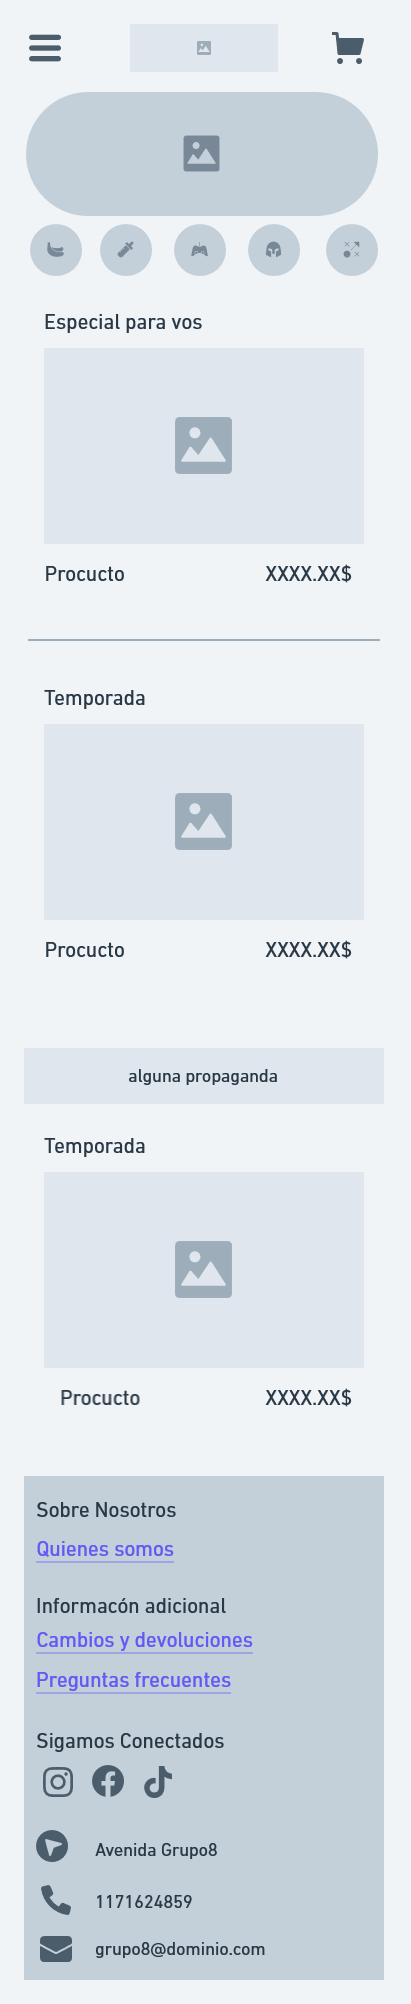 Especial para vos
Procucto XXXX.XX$
Temporada
Procucto XXXX.XX$
alguna propaganda
Temporada
Procucto XXXX.XX$
Sobre Nosotros
Quienes somos
Informacón adicional
Cambios y devoluciones
Preguntas frecuentes
Sigamos Conectados
Avenida Grupo8
1171624859
grupo8@dominio.com